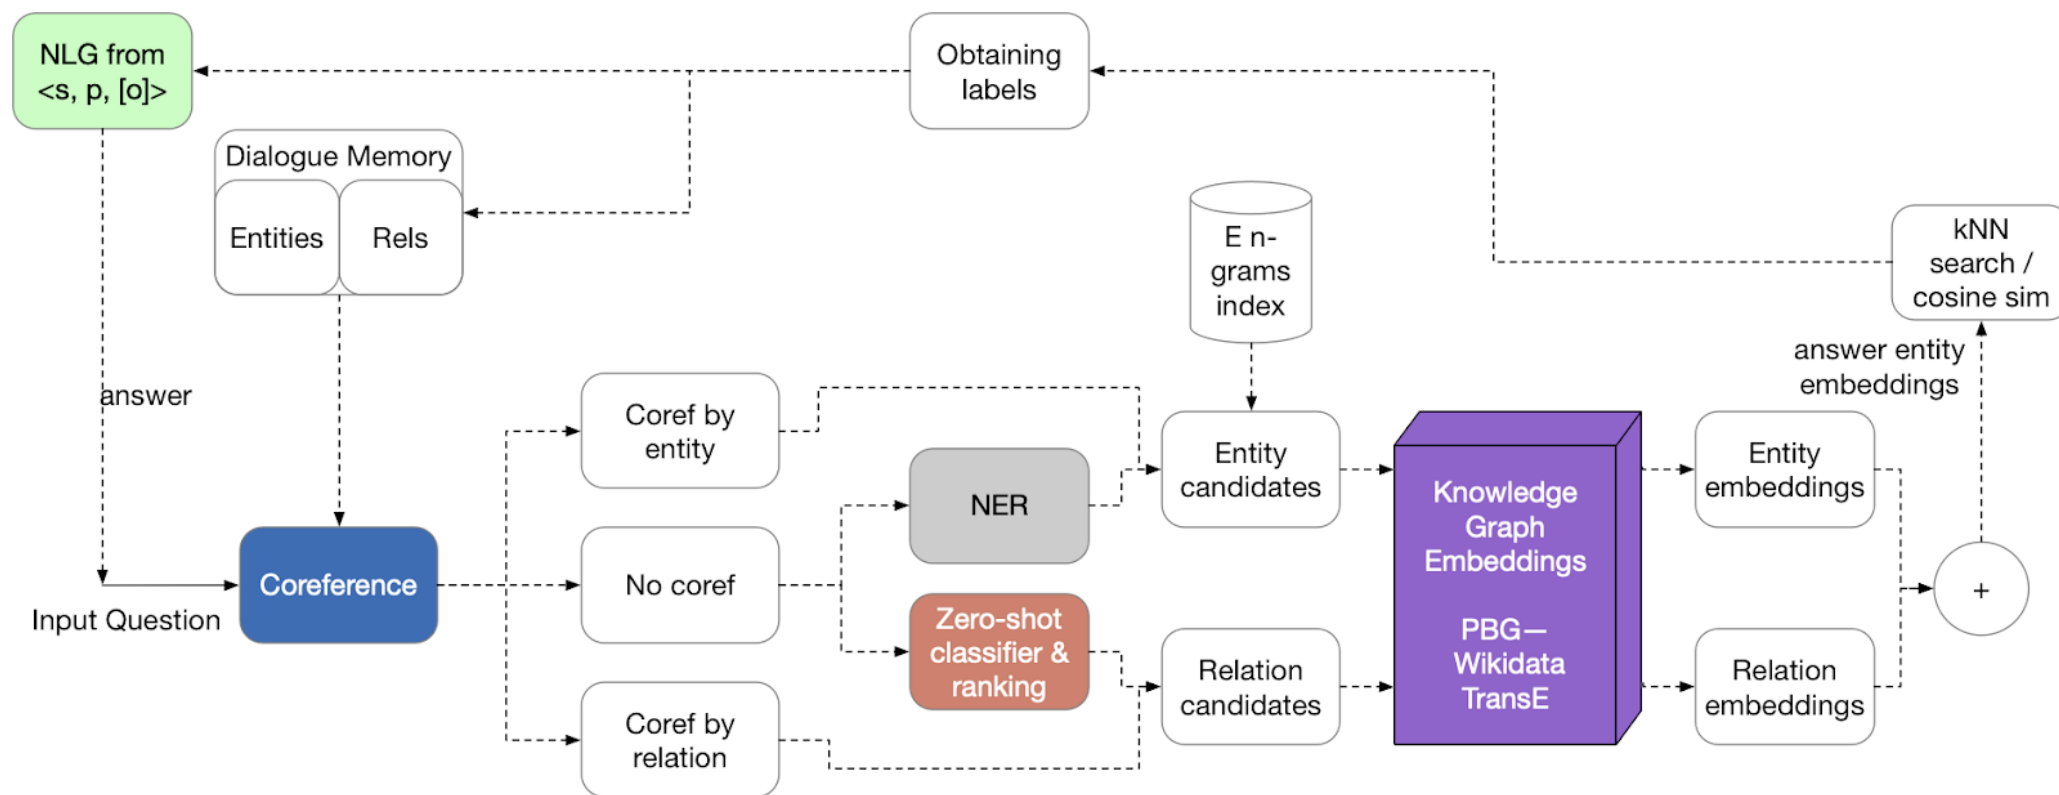 NLG from
<s, p, [o]>
Obtaining
labels
Dialogue Memory
Entities
Rels
E n-
grams
index
kNN
search /
cosine sim
answer entity
embeddings
answer
Coref by
entity
Entity
candidates
NER
Knowledge
Graph
Embeddings
PBG—
Wikidata
TransE
Entity
embeddings
Coreference
No coref
+
Input Question
Zero-shot
classifier &
ranking
Relation
candidates
Relation
embeddings
Coref by
relation